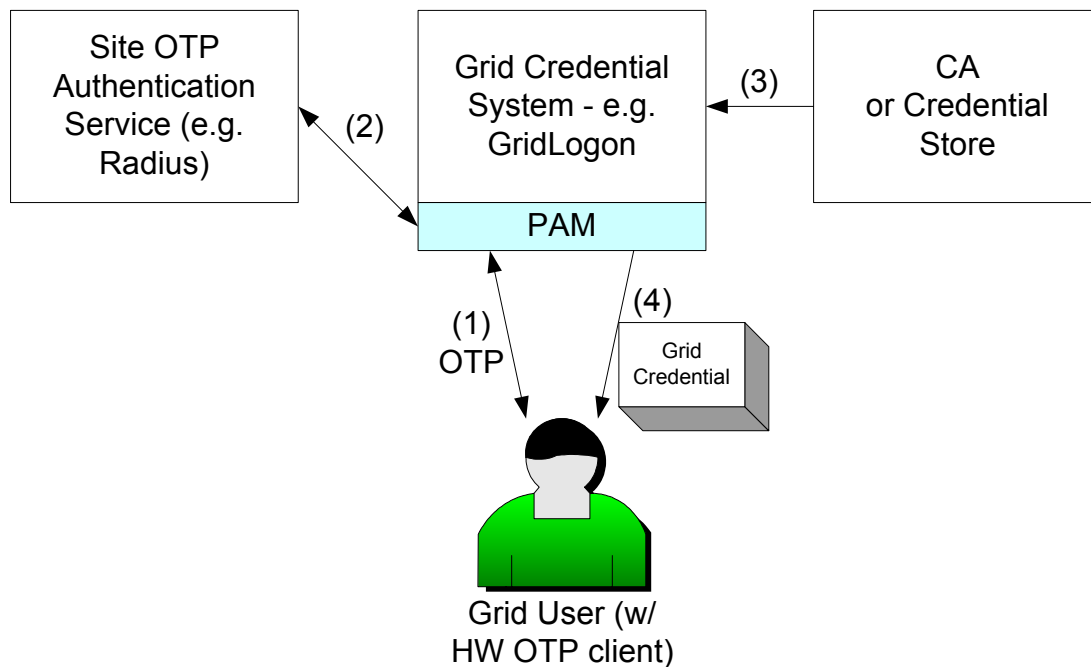 Site OTP
Authentication
Service (e.g.
Radius)
(2)
Grid Credential
System - e.g.
GridLogon
PAM
(3)
CA
or Credential
Store
(1)
OTP
(4)
Grid
Credential
Grid User (w/
HW OTP client)